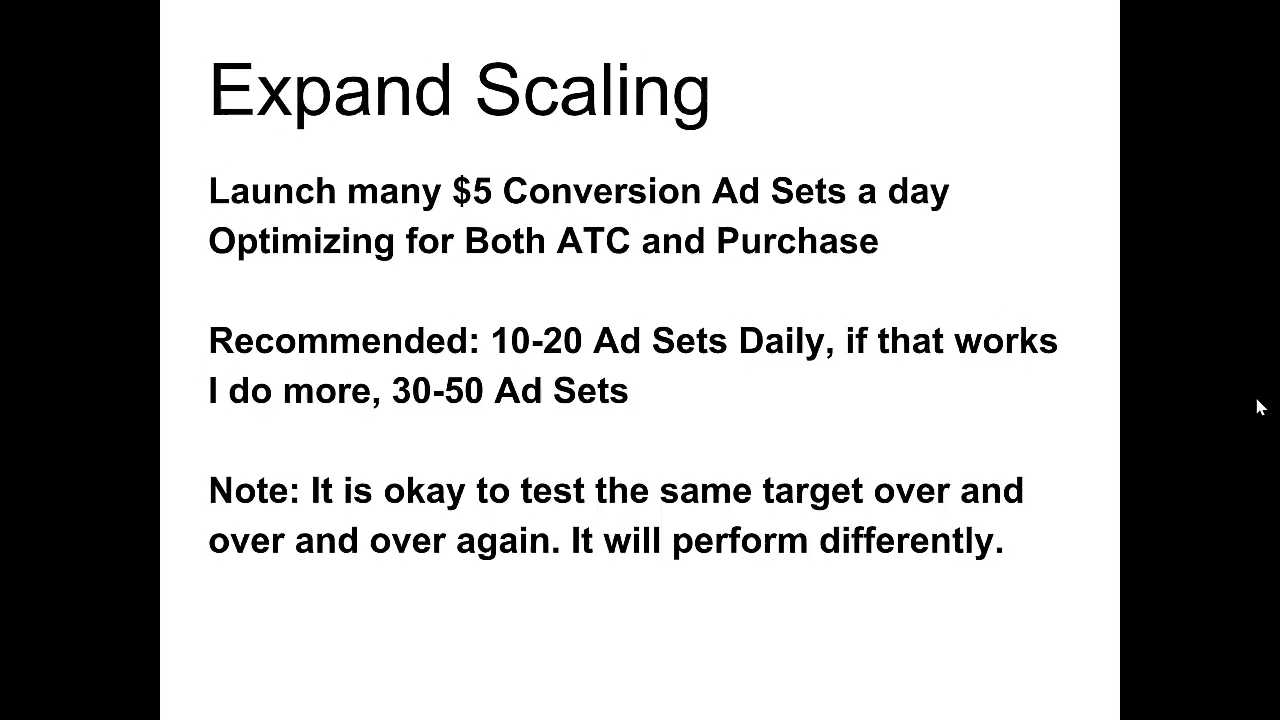 Expand Scaling
Launch many $5 Conversion Ad Sets a day
Optimizing for Both ATC and Purchase
Recommended: 10-20 Ad Sets Daily, if that works
I do more, 30-50 Ad Sets
Note: It is okay to test the same target over and
over and over again. It will perform differently.